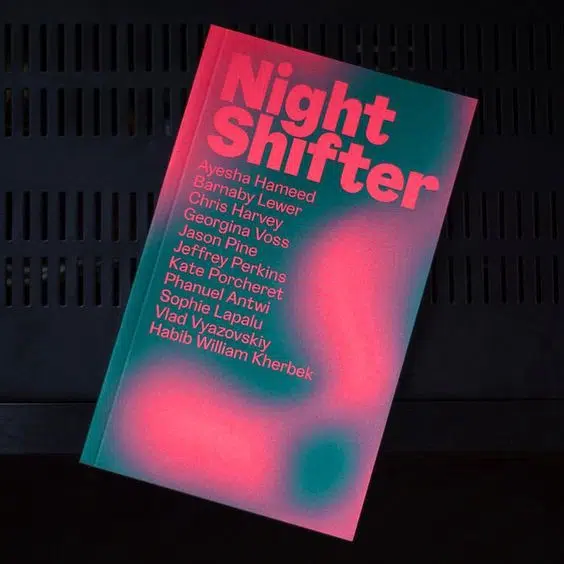 Night
Shifter
Ayesha Hameed
Barnaby Lewer
Chris Harvey
Georgina Voss
Jason Pine
Jeffrey Perkins
Kate Porcheret
Phanuel Antwi
Sophie Lapalu
Vlad Vyazovskiy
Habib William Kherbek